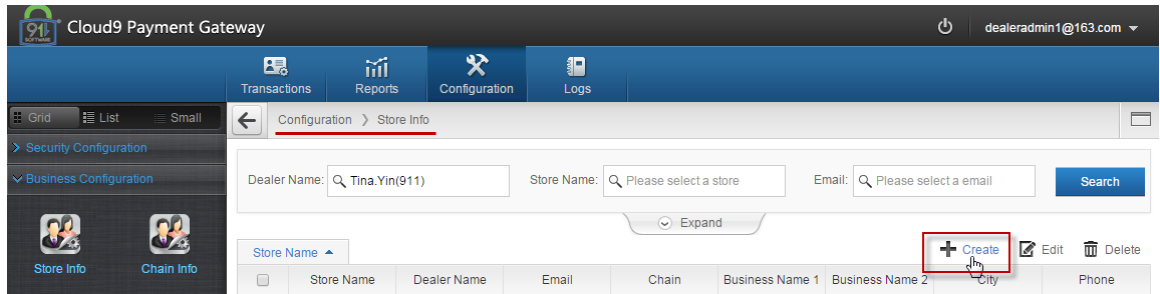 911 SOFTWARE
Cloud9 Payment Gateway
dealeradmin1@163.com
Transactions Reports Configuration Logs
Grid List Small
Configuration > Store Info
Security Configuration
Business Configuration
Dealer Name: Tina.Yin(911) Store Name: Please select a store Email: Please select a email Search
Expand
Store Name Create Edit Delete
Store Info Chain Info
Store Name Dealer Name Email Chain Business Name 1 Business Name 2 City Phone